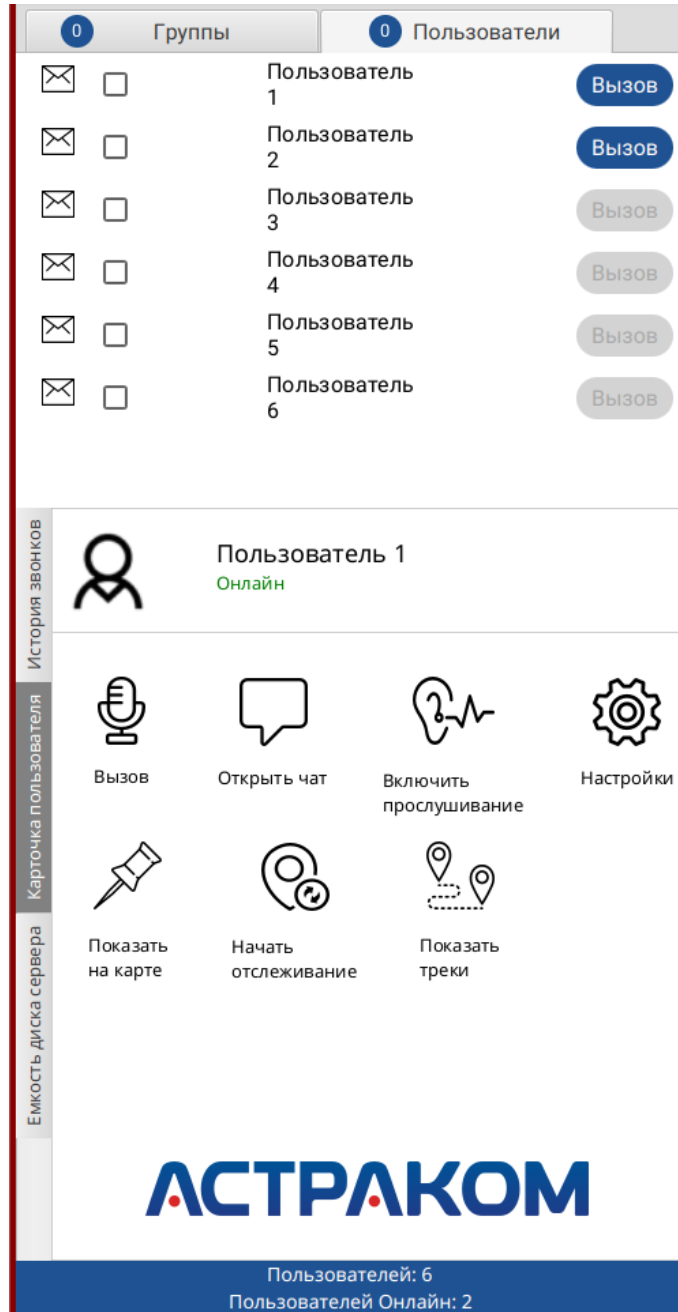 0 Группы
0 Пользователи
Пользователь
1
Вызов
Пользователь
2
Вызов
Пользователь
3
Вызов
Пользователь
4
Вызов
Пользователь
5
Вызов
Пользователь
6
Вызов
История звонков
Карточка пользователя
Емкость диска сервера
Пользователь 1
Онлайн
Вызов
Открыть чат
Включить
прослушивание
Настройки
Показать
на карте
Начать
отслеживание
Показать
треки
АСТРАКОМ
Пользователей: 6
Пользователей Онлайн: 2